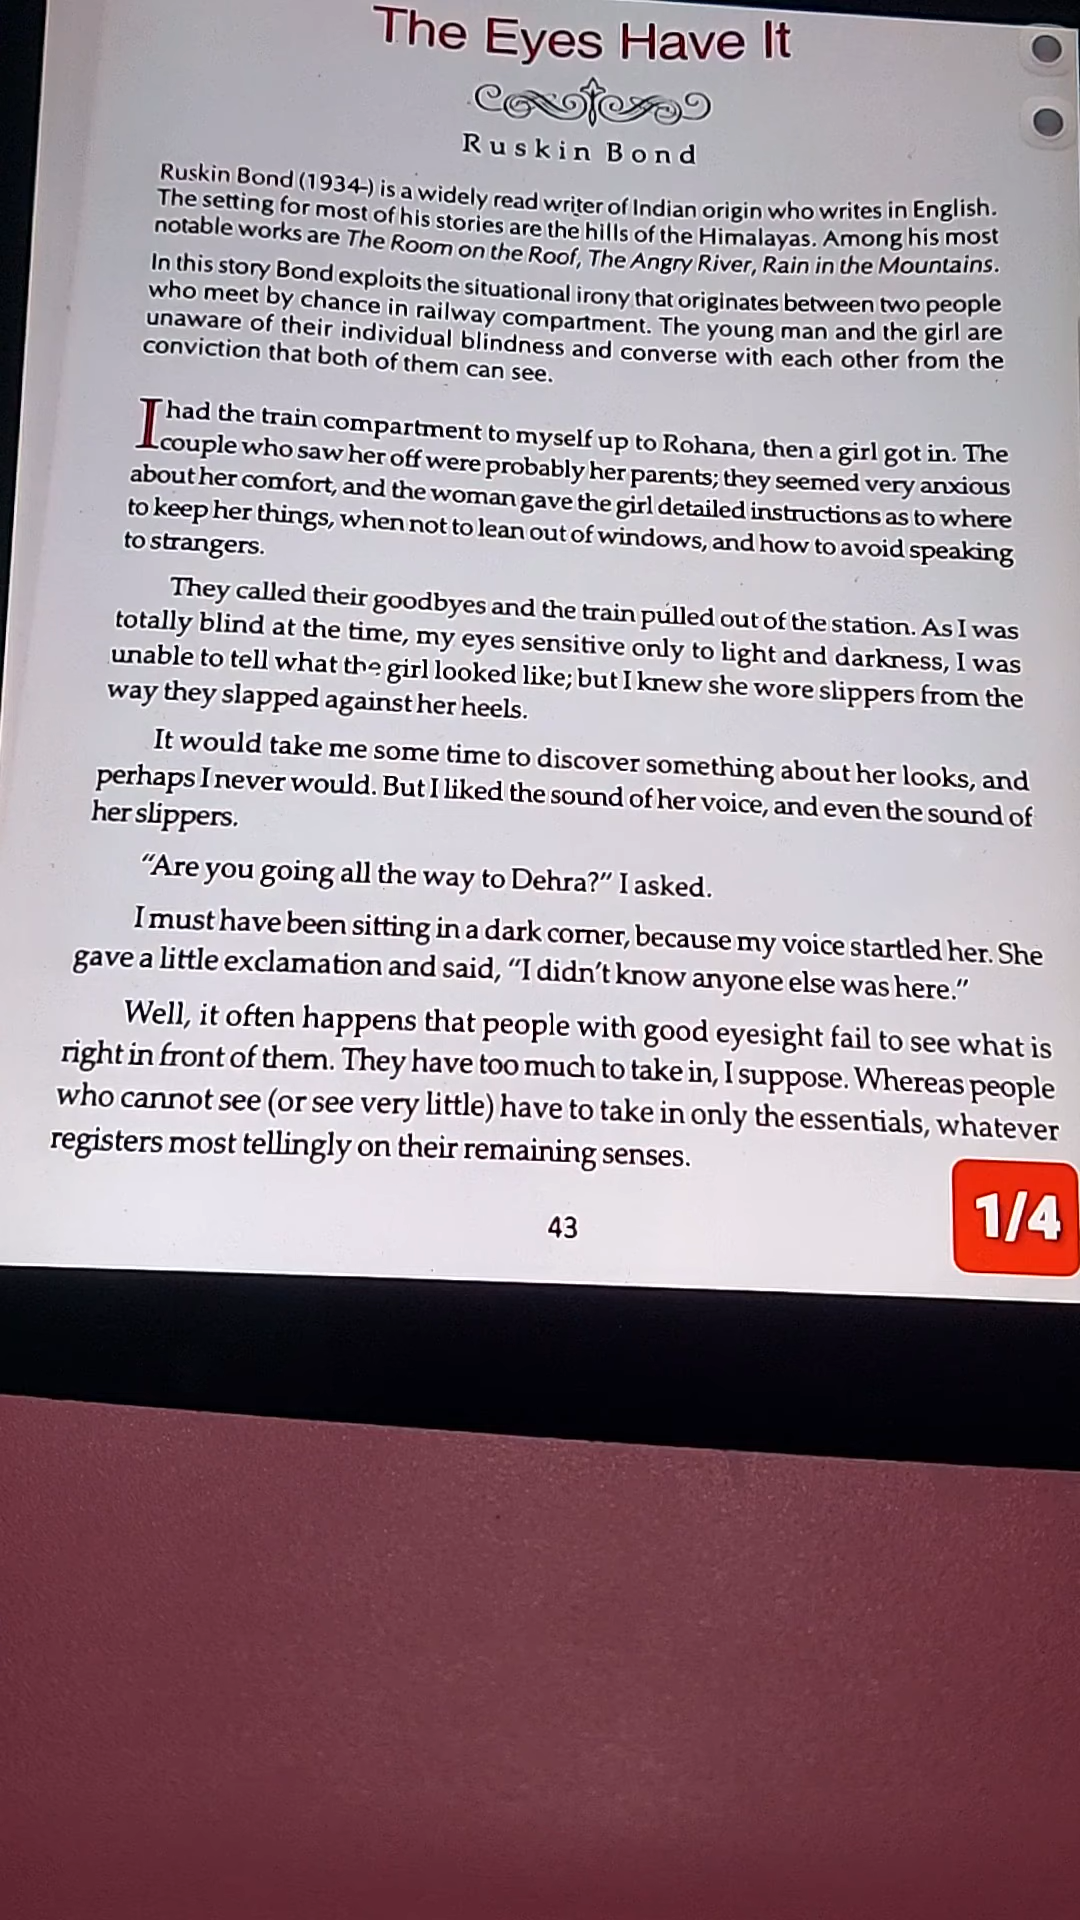 The Eyes Have It
Ruskin Bond
Ruskin Bond (1934-) is a widely read writer of Indian origin who writes in English.
The setting for most of his stories are the hills of the Himalayas. Among his most
notable works are The Room on the Roof, The Angry River, Rain in the Mountains.
In this story Bond exploits the situational irony that originates between two people
who meet by chance in railway compartment. The young man and the girl are
unaware of their individual blindness and converse with each other from the
conviction that both of them can see.
I had the train compartment to myself up to Rohana, then a girl got in. The
couple who saw her off were probably her parents; they seemed very anxious
about her comfort, and the woman gave the girl detailed instructions as to where
to keep her things, when not to lean out of windows, and how to avoid speaking
to strangers.
They called their goodbyes and the train pulled out of the station. As I was
totally blind at the time, my eyes sensitive only to light and darkness, I was
unable to tell what the girl looked like; but I knew she wore slippers from the
way they slapped against her heels.
It would take me some time to discover something about her looks, and
perhaps I never would. But I liked the sound of her voice, and even the sound of
her slippers.
"Are you going all the way to Dehra?" I asked.
I must have been sitting in a dark corner, because my voice startled her. She
gave a little exclamation and said, "I didn't know anyone else was here."
Well, it often happens that people with good eyesight fail to see what is
right in front of them. They have too much to take in, I suppose. Whereas people
who cannot see (or see very little) have to take in only the essentials, whatever
registers most tellingly on their remaining senses.
43
1/4